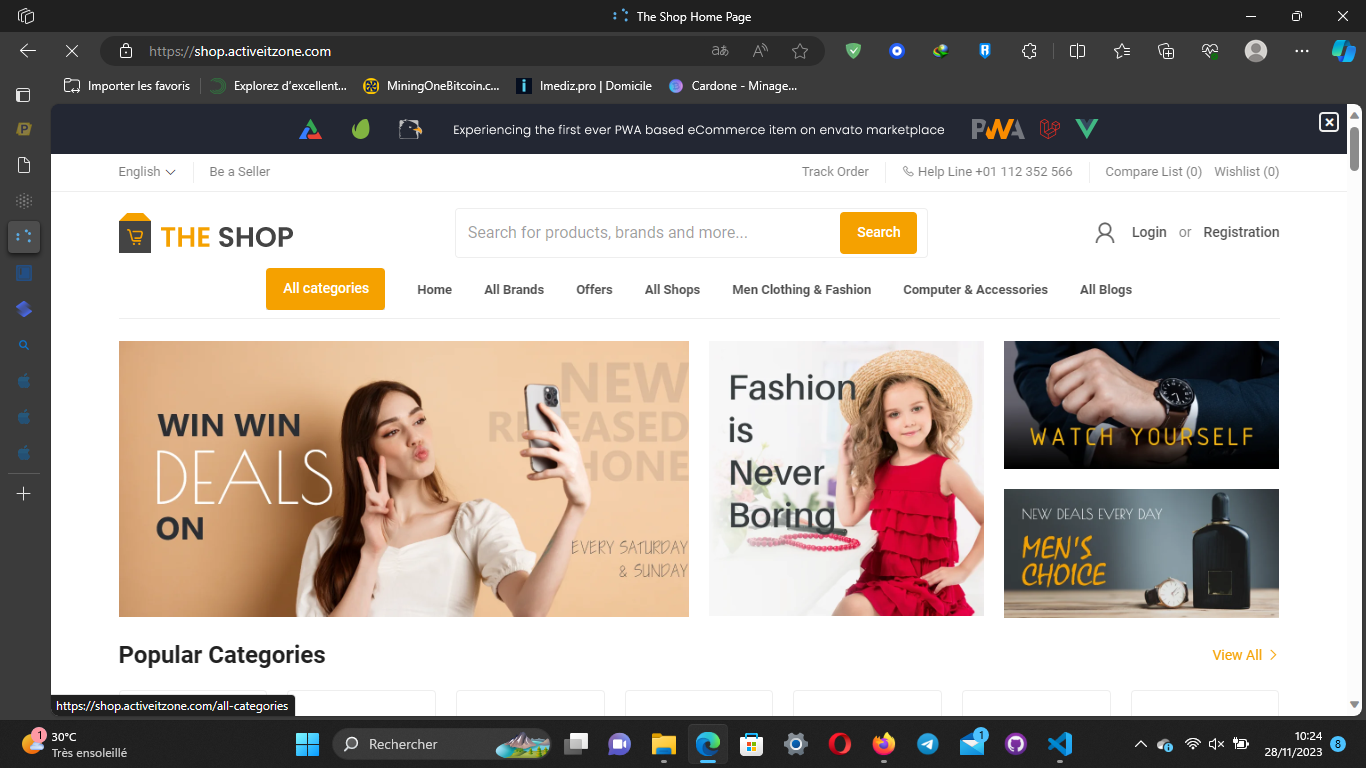 The Shop Home Page
https://shop.activeitzone.com
Importer les favoris
Explorez d'excellent...
MiningOneBitcoin.c...
Imediz.pro | Domicile
Cardone - Minage...
Experiencing the first ever PWA based eCommerce item on envato marketplace
PWA
English
Be a Seller
Track Order
Help Line +01 112 352 566
Compare List (0)
Wishlist (0)
THE SHOP
Search for products, brands and more...
Search
Login or Registration
All categories
Home
All Brands
Offers
All Shops
Men Clothing & Fashion
Computer & Accessories
All Blogs
WIN WIN
DEALS
ON
NEW
RELEASED
PHONE
EVERY SATURDAY
& SUNDAY
Fashion
is
Never
Boring
WATCH YOURSELF
NEW DEALS EVERY DAY
MEN'S
CHOICE
Popular Categories
View All
https://shop.activeitzone.com/all-categories
1
30°C
Très ensoleillé
Rechercher
1
10:24
28/11/2023
8